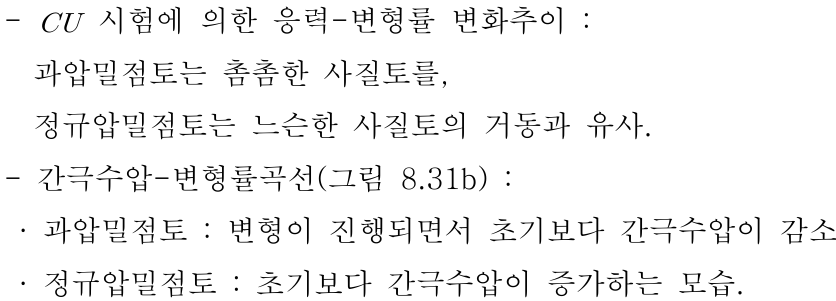 - CU 시험에 의한 응력-변형률 변화추이 :
과압밀점토는 촘촘한 사질토를,
정규압밀점토는 느슨한 사질토의 거동과 유사.
- 간극수압-변형률곡선(그림 8.31b) :
· 과압밀점토 : 변형이 진행되면서 초기보다 간극수압이 감소
· 정규압밀점토 : 초기보다 간극수압이 증가하는 모습.